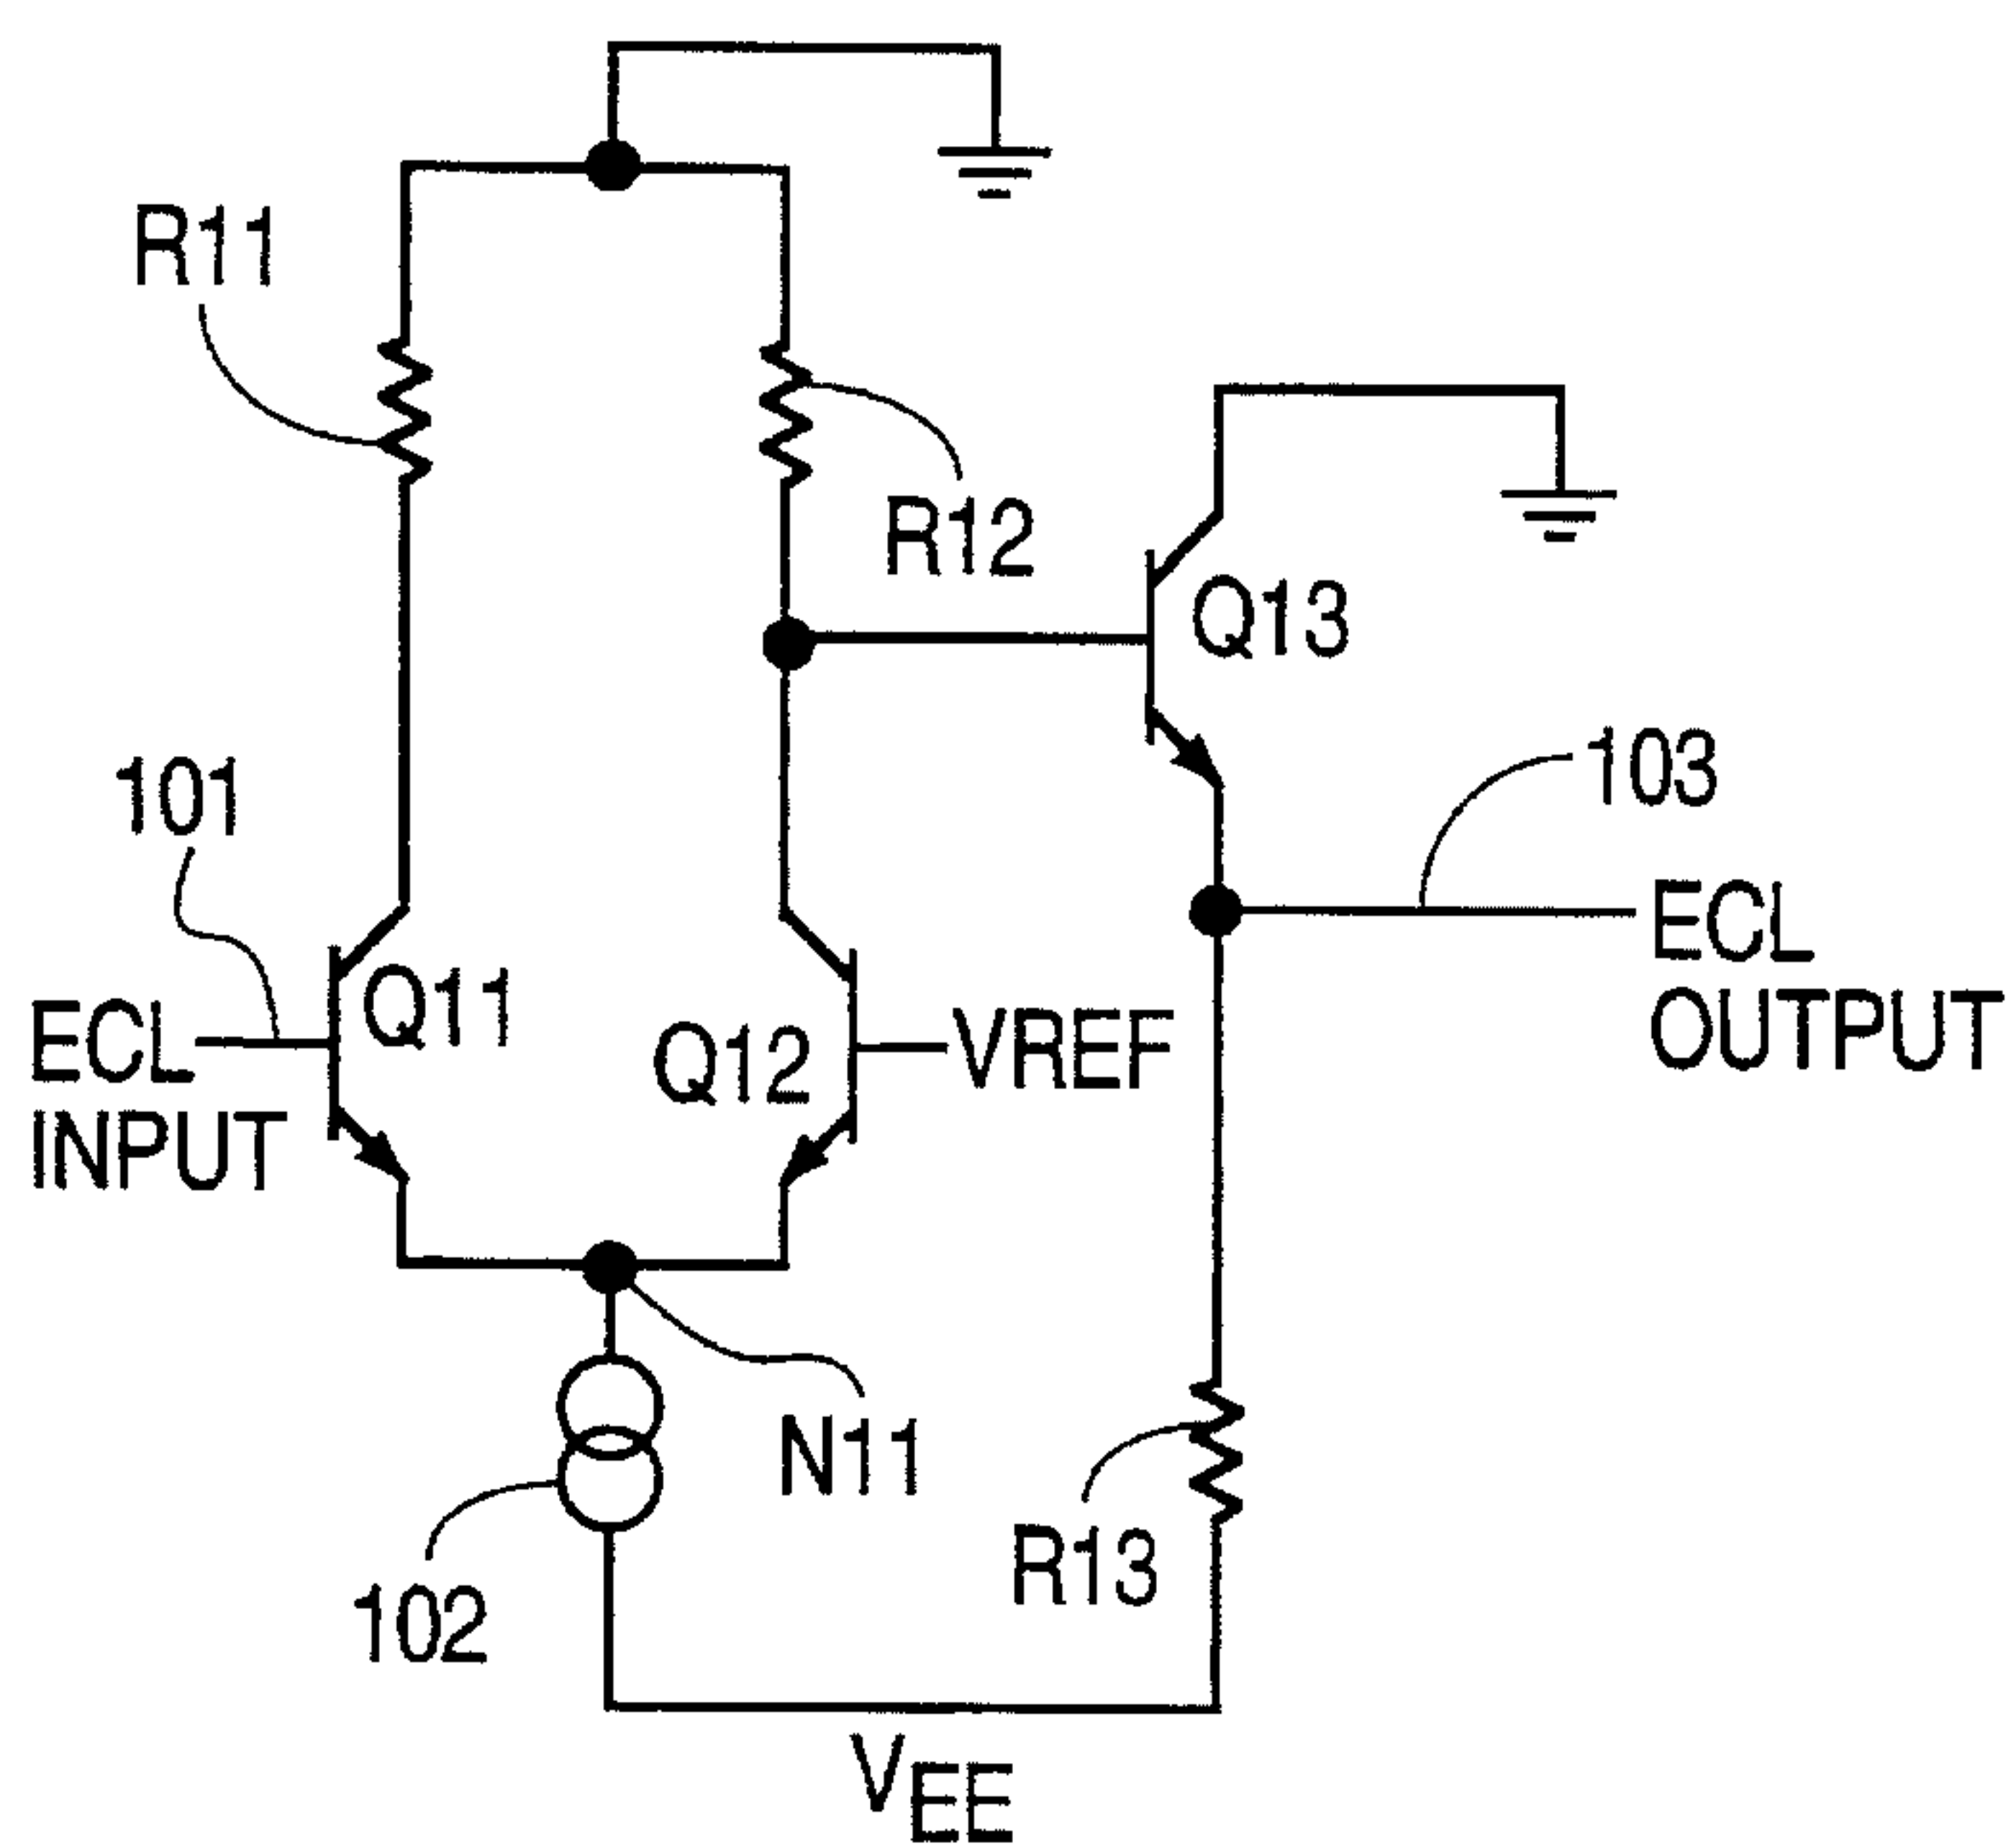 R11
R12
Q13
101
103
ECL
OUTPUT
Q11
ECL
INPUT
Q12
VREF
N11
R13
102
VEE